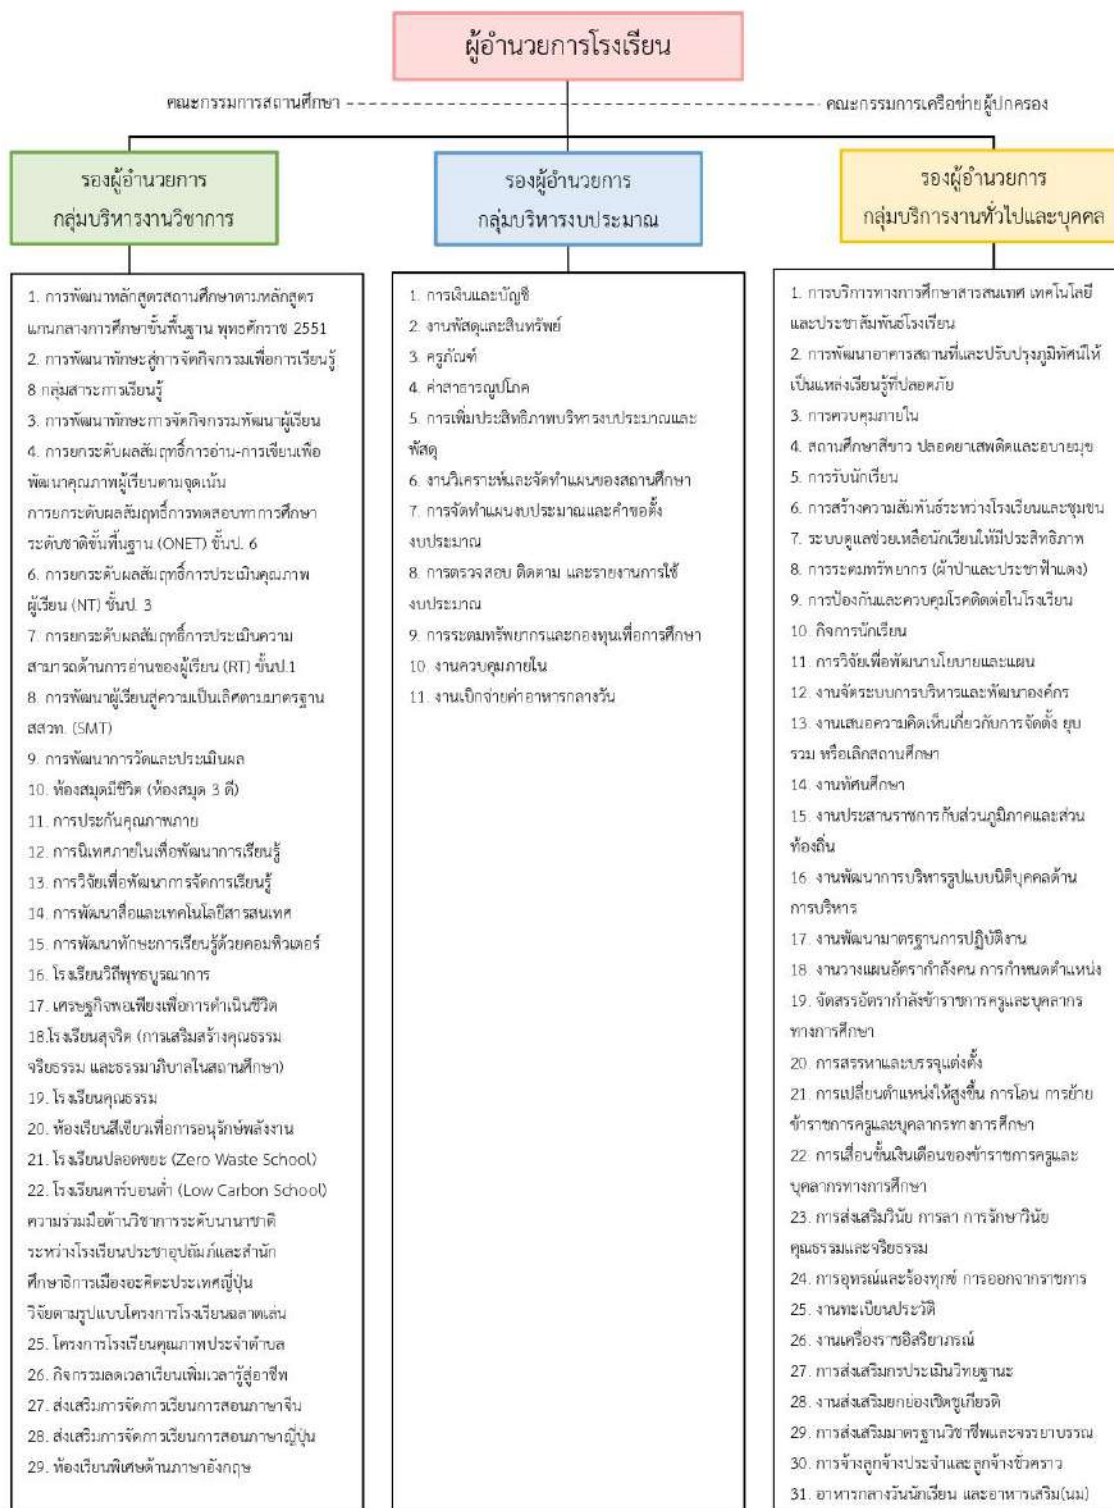 ผู้อำนวยการโรงเรียน
คณะกรรมการสถานศึกษา
คณะกรรมการเครือข่ายผู้ปกครอง
รองผู้อำนวยการ
กลุ่มบริหารงานวิชาการ
1. การพัฒนาหลักสูตรสถานศึกษาตามหลักสูตร
แกนกลางการศึกษาขั้นพื้นฐาน พุทธศักราช 2551
2. การพัฒนาทักษะสู่การจัดกิจกรรมเพื่อการเรียนรู้
8 กลุ่มสาระการเรียนรู้
3. การพัฒนาทักษะการจัดกิจกรรมพัฒนาผู้เรียน
4. การยกระดับผลสัมฤทธิ์การอ่าน-การเขียนเพื่อ
พัฒนาคุณภาพผู้เรียนตามจุดเน้น
การยกระดับผลสัมฤทธิ์การทดสอบทาการศึกษา
ระดับชาติขั้นพื้นฐาน (ONET) ชั้นป. 6
6. การยกระดับผลสัมฤทธิ์การประเมินคุณภาพ
ผู้เรียน (NT) ชั้นป. 3
7. การยกระดับผลสัมฤทธิ์การประเมินความ
สามารถด้านการอ่านของผู้เรียน (RT) ชั้นป.1
8. การพัฒนาผู้เรียนสู่ความเป็นเลิศตามมาตรฐาน
สสวท. (SMT)
9. การพัฒนาการวัดและประเมินผล
10. ห้องสมุดมีชีวิต (ห้องสมุด 3 ดี)
11. การประกันคุณภาพภาย
12. การนิเทศภายในเพื่อพัฒนาการเรียนรู้
13. การวิจัยเพื่อพัฒนาการจัดการเรียนรู้
14. การพัฒนาสื่อและเทคโนโลยีสารสนเทศ
15. การพัฒนาทักษะการเรียนรู้ด้วยคอมพิวเตอร์
16. โรงเรียนวิถีพุทธบูรณาการ
17. เศรษฐกิจพอเพียงเพื่อการดำเนินชีวิต
18.โรงเรียนสุจริต (การเสริมสร้างคุณธรรม
จริยธรรม และธรรมาภิบาลในสถานศึกษา)
19. โรงเรียนคุณธรรม
20. ห้องเรียนสีเขียวเพื่อการอนุรักษ์พลังงาน
21. โรงเรียนปลอดขยะ (Zero Waste School)
22. โรงเรียนคาร์บอนต่ำ (Low Carbon School)
ความร่วมมือด้านวิชาการระดับนานาชาติ
ระหว่างโรงเรียนประชาอุปถัมภ์และสำนัก
ศึกษาธิการเมืองอะคิตะประเทศญี่ปุ่น
วิจัยตามรูปแบบโครงการโรงเรียนฉลาดเล่น
25. โครงการโรงเรียนคุณภาพประจำตำบล
26. กิจกรรมลดเวลาเรียนเพิ่มเวลารู้สู่อาชีพ
27. ส่งเสริมการจัดการเรียนการสอนภาษาจีน
28. ส่งเสริมการจัดการเรียนการสอนภาษาญี่ปุ่น
29. ห้องเรียนพิเศษด้านภาษาอังกฤษ
รองผู้อำนวยการ
กลุ่มบริหารงบประมาณ
1. การเงินและบัญชี
2. งานพัสดุและสินทรัพย์
3. ครูภัณฑ์
4. ค่าสาธารณูปโภค
5. การเพิ่มประสิทธิภาพบริหารงบประมาณและ
พัสดุ
6. งานวิเคราะห์และจัดทำแผนของสถานศึกษา
7. การจัดทำแผนงบประมาณและคำขอตั้ง
งบประมาณ
8. การตรวจสอบ ติดตาม และรายงานการใช้
งบประมาณ
9. การระดมทรัพยากรและกองทุนเพื่อการศึกษา
10. งานควบคุมภายใน
11. งานเบิกจ่ายค่าอาหารกลางวัน
รองผู้อำนวยการ
กลุ่มบริการงานทั่วไปและบุคคล
1. การบริการทางการศึกษาสารสนเทศ เทคโนโลยี
และประชาสัมพันธ์โรงเรียน
2. การพัฒนาอาคารสถานที่และปรับปรุงภูมิทัศน์ให้
เป็นแหล่งเรียนรู้ที่ปลอดภัย
3. การควบคุมภายใน
4. สถานศึกษาสีขาว ปลอดยาเสพติดและอบายมุข
5. การรับนักเรียน
6. การสร้างความสัมพันธ์ระหว่างโรงเรียนและชุมชน
7. ระบบดูแลช่วยเหลือนักเรียนให้มีประสิทธิภาพ
8. การระดมทรัพยากร (ผ้าป่าและประชาฟ้าแดง)
9. การป้องกันและควบคุมโรคติดต่อในโรงเรียน
10. กิจการนักเรียน
11. การวิจัยเพื่อพัฒนานโยบายและแผน
12. งานจัดระบบการบริหารและพัฒนาองค์กร
13. งานเสนอความคิดเห็นเกี่ยวกับการจัดตั้ง ยุบ
รวม หรือเลิกสถานศึกษา
14. งานทัศนศึกษา
15. งานประสานราชการกับส่วนภูมิภาคและส่วน
ท้องถิ่น
16. งานพัฒนาการบริหารรูปแบบนิติบุคคลด้าน
การบริหาร
17. งานพัฒนามาตรฐานการปฏิบัติงาน
18. งานวางแผนอัตรากำลังคน การกำหนดตำแหน่ง
19. จัดสรรอัตรากำลังข้าราชการครูและบุคลากร
ทางการศึกษา
20. การสรรหาและบรรจุแต่งตั้ง
21. การเปลี่ยนตำแหน่งให้สูงขึ้น การโอน การย้าย
ข้าราชการครูและบุคลากรทางการศึกษา
22. การเลื่อนขั้นเงินเดือนของข้าราชการครูและ
บุคลากรทางการศึกษา
23. การส่งเสริมวินัย การลา การรักษาวินัย
คุณธรรมและจริยธรรม
24. การอุทรณ์และร้องทุกข์ การออกจากราชการ
25. งานทะเบียนประวัติ
26. งานเครื่องราชอิสริยาภรณ์
27. การส่งเสริมกรประเมินวิทยฐานะ
28. งานส่งเสริมยกย่องเชิดชูเกียรติ
29. การส่งเสริมมาตรฐานวิชาชีพและจรรยาบรรณ
30. การจ้างลูกจ้างประจำและลูกจ้างชั่วคราว
31. อาหารกลางวันนักเรียน และอาหารเสริม(นม)